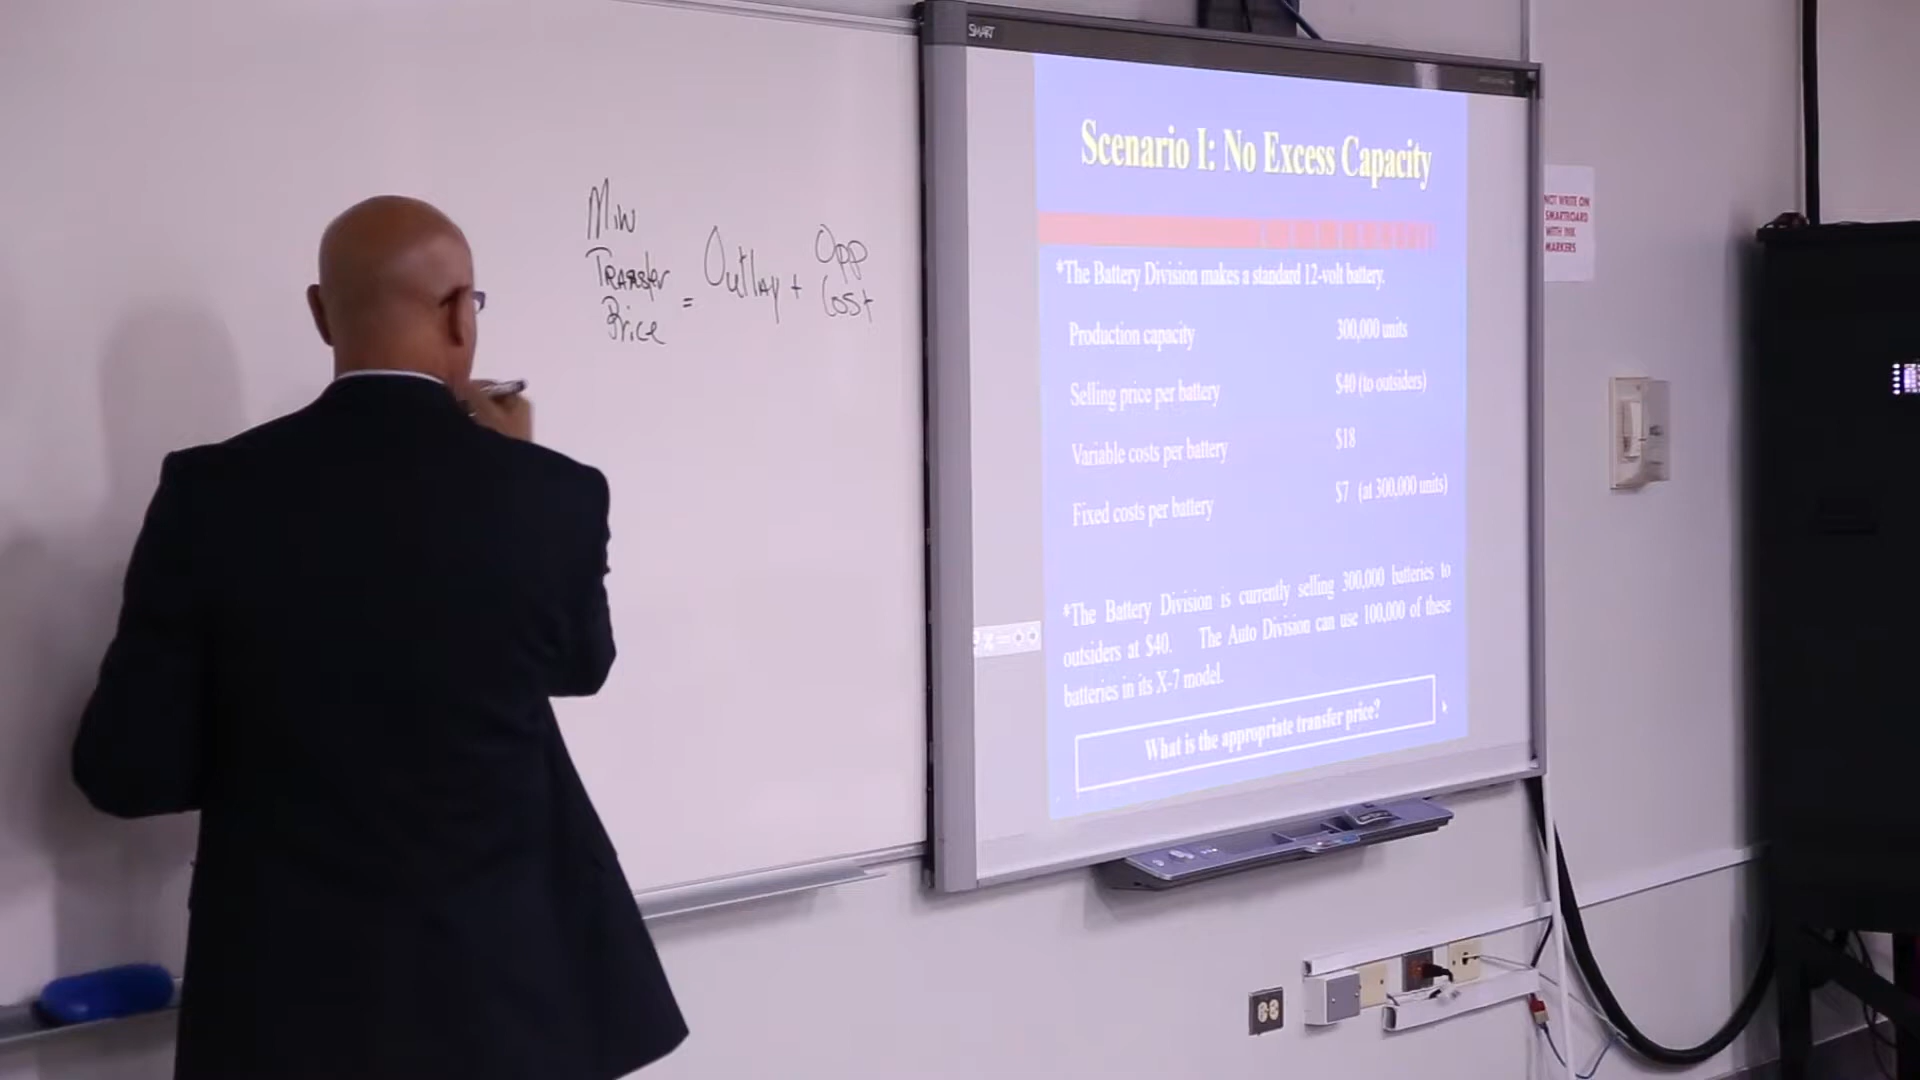 Min
Transfer
Price = Outlay + Opp
Cost
SMART
Scenario I: No Excess Capacity
*The Battery Division makes a standard 12-volt battery.
Production capacity 300,000 units
Selling price per battery $40 (to outsiders)
Variable costs per battery $18
Fixed costs per battery $7 (at 300,000 units)
*The Battery Division is currently selling 300,000 batteries to
outsiders at $40. The Auto Division can use 100,000 of these
batteries in its X-7 model.
What is the appropriate transfer price?
NOT WRITE ON
SMARTBOARD
WITH INK
MARKERS